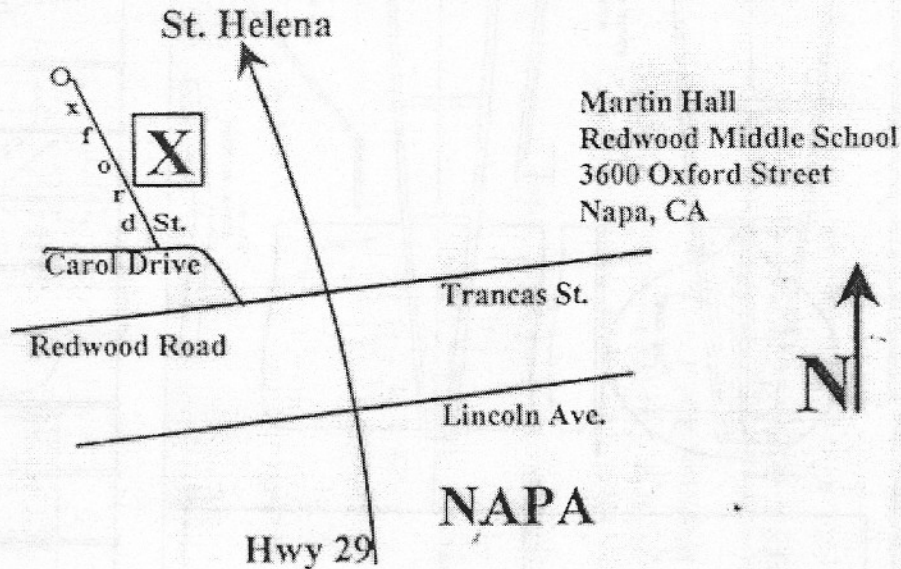 St. Helena
Oxford St.
X
Martin Hall
Redwood Middle School
3600 Oxford Street
Napa, CA
Carol Drive
Trancas St.
Redwood Road
N
Lincoln Ave.
NAPA
Hwy 29